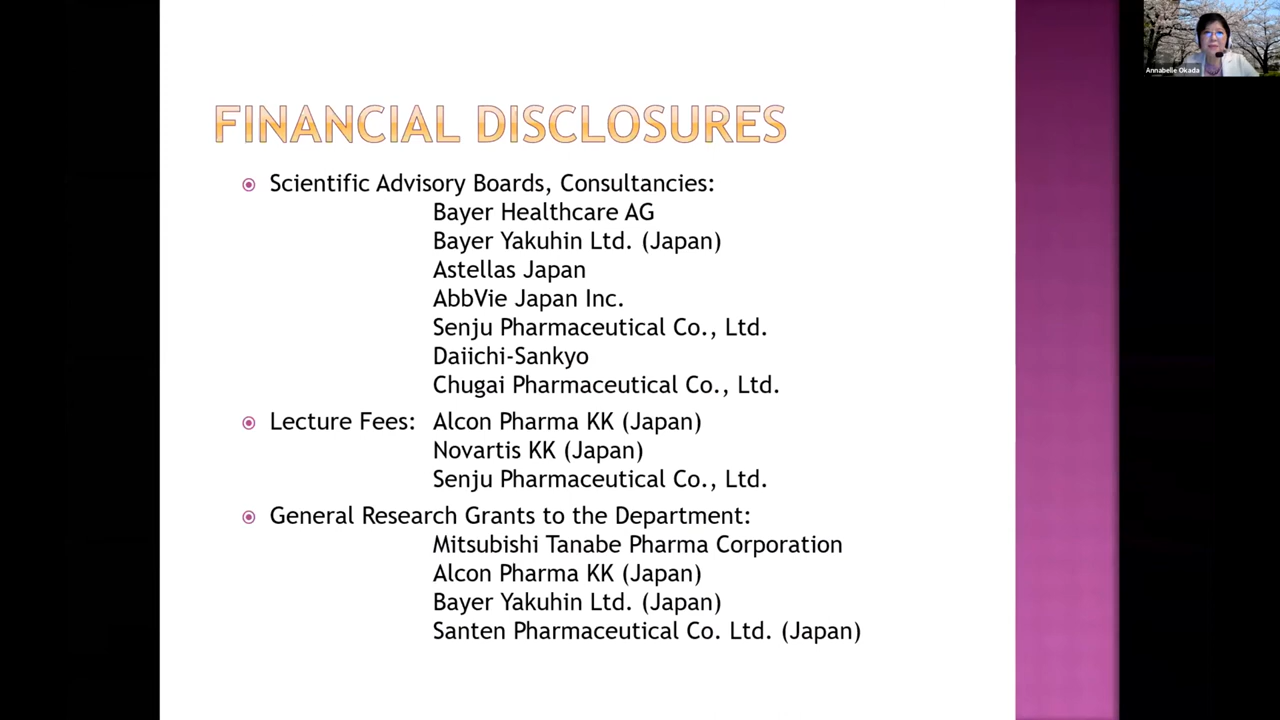 FINANCIAL DISCLOSURES
Scientific Advisory Boards, Consultancies:
Bayer Healthcare AG
Bayer Yakuhin Ltd. (Japan)
Astellas Japan
AbbVie Japan Inc.
Senju Pharmaceutical Co., Ltd.
Daiichi-Sankyo
Chugai Pharmaceutical Co., Ltd.
Lecture Fees: Alcon Pharma KK (Japan)
Novartis KK (Japan)
Senju Pharmaceutical Co., Ltd.
General Research Grants to the Department:
Mitsubishi Tanabe Pharma Corporation
Alcon Pharma KK (Japan)
Bayer Yakuhin Ltd. (Japan)
Santen Pharmaceutical Co. Ltd. (Japan)
Annabelle Okada